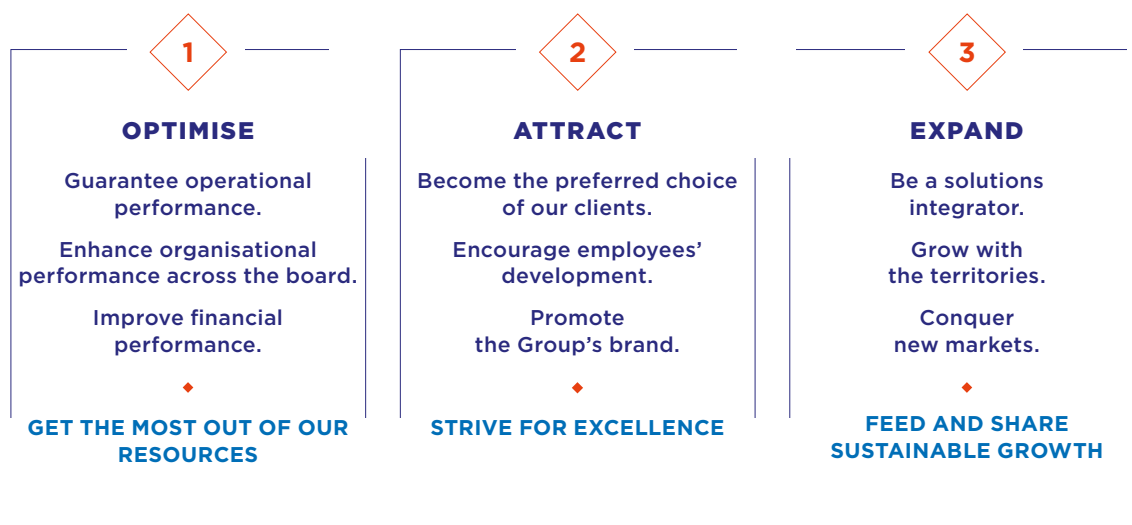 1
OPTIMISE
Guarantee operational
performance.
Enhance organisational
performance across the board.
Improve financial
performance.
GET THE MOST OUT OF OUR
RESOURCES
2
ATTRACT
Become the preferred choice
of our clients.
Encourage employees’
development.
Promote
the Group’s brand.
STRIVE FOR EXCELLENCE
3
EXPAND
Be a solutions
integrator.
Grow with
the territories.
Conquer
new markets.
FEED AND SHARE
SUSTAINABLE GROWTH